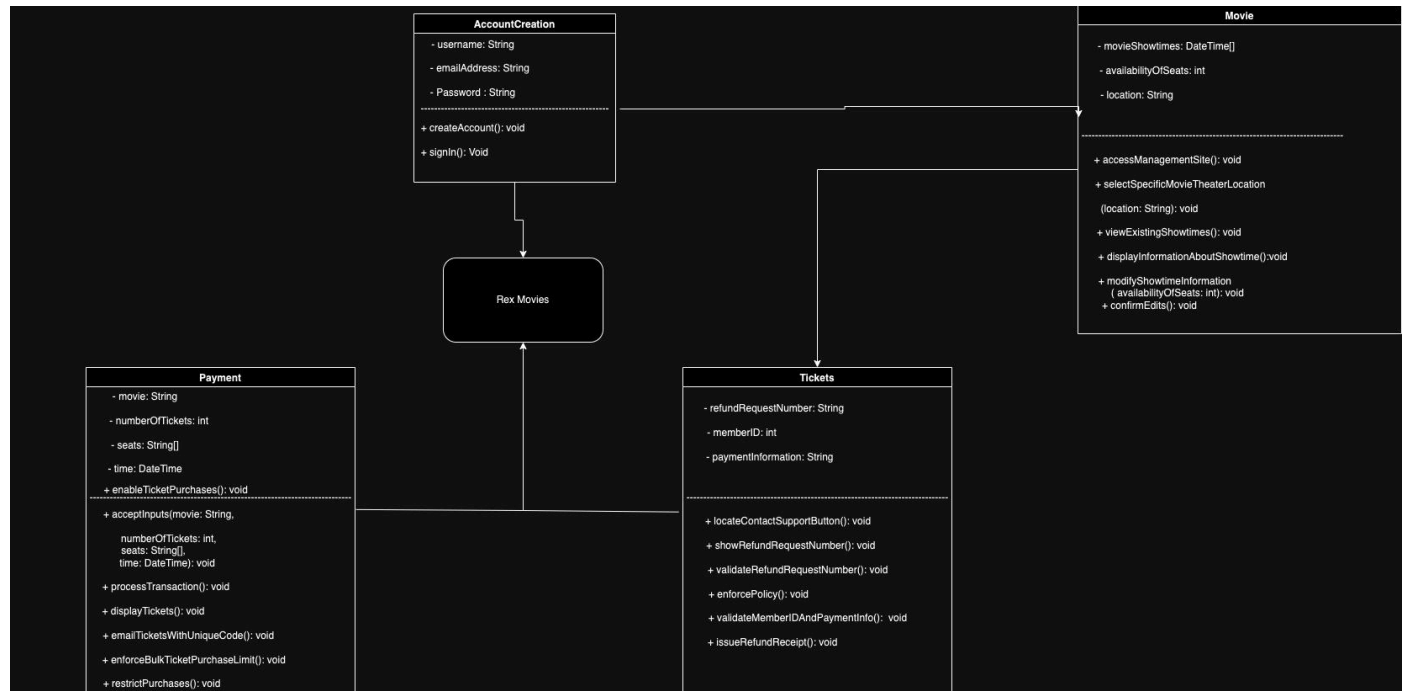 AccountCreation
- username: String
- emailAddress: String
- Password : String
+ createAccount(): void
+ signIn(): Void
Movie
- movieShowtimes: DateTime[]
- availabilityOfSeats: int
- location: String
+ accessManagementSite(): void
+ selectSpecificMovieTheaterLocation
(location: String): void
+ viewExistingShowtimes(): void
+ displayInformationAboutShowtime():void
+ modifyShowtimeInformation
( availabilityOfSeats: int): void
+ confirmEdits(): void
Rex Movies
Payment
- movie: String
- numberOfTickets: int
- seats: String[]
- time: DateTime
+ enableTicketPurchases(): void
+ acceptInputs(movie: String,
numberOfTickets: int,
seats: String[],
time: DateTime): void
+ processTransaction(): void
+ displayTickets(): void
+ emailTicketsWithUniqueCode(): void
+ enforceBulkTicketPurchaseLimit(): void
+ restrictPurchases(): void
Tickets
- refundRequestNumber: String
- memberID: int
- paymentInformation: String
+ locateContactSupportButton(): void
+ showRefundRequestNumber(): void
+ validateRefundRequestNumber(): void
+ enforcePolicy(): void
+ validateMemberIDAndPaymentInfo(): void
+ issueRefundReceipt(): void